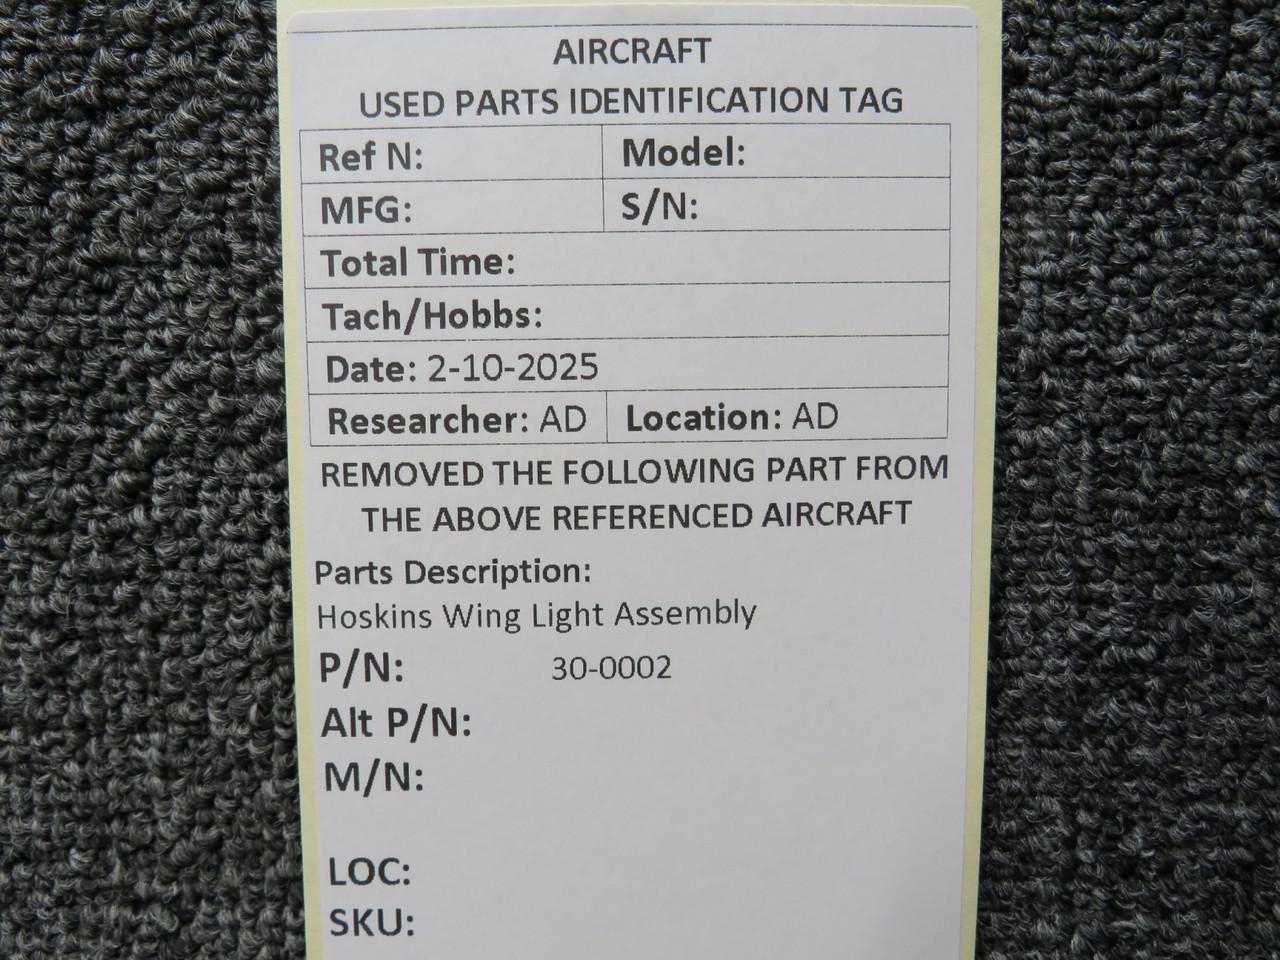 AIRCRAFT
USED PARTS IDENTIFICATION TAG
Ref N: Model:
MFG: S/N:
Total Time:
Tach/Hobbs:
Date: 2-10-2025
Researcher: AD Location: AD
REMOVED THE FOLLOWING PART FROM
THE ABOVE REFERENCED AIRCRAFT
Parts Description:
Hoskins Wing Light Assembly
P/N: 30-0002
Alt P/N:
M/N:
LOC:
SKU: